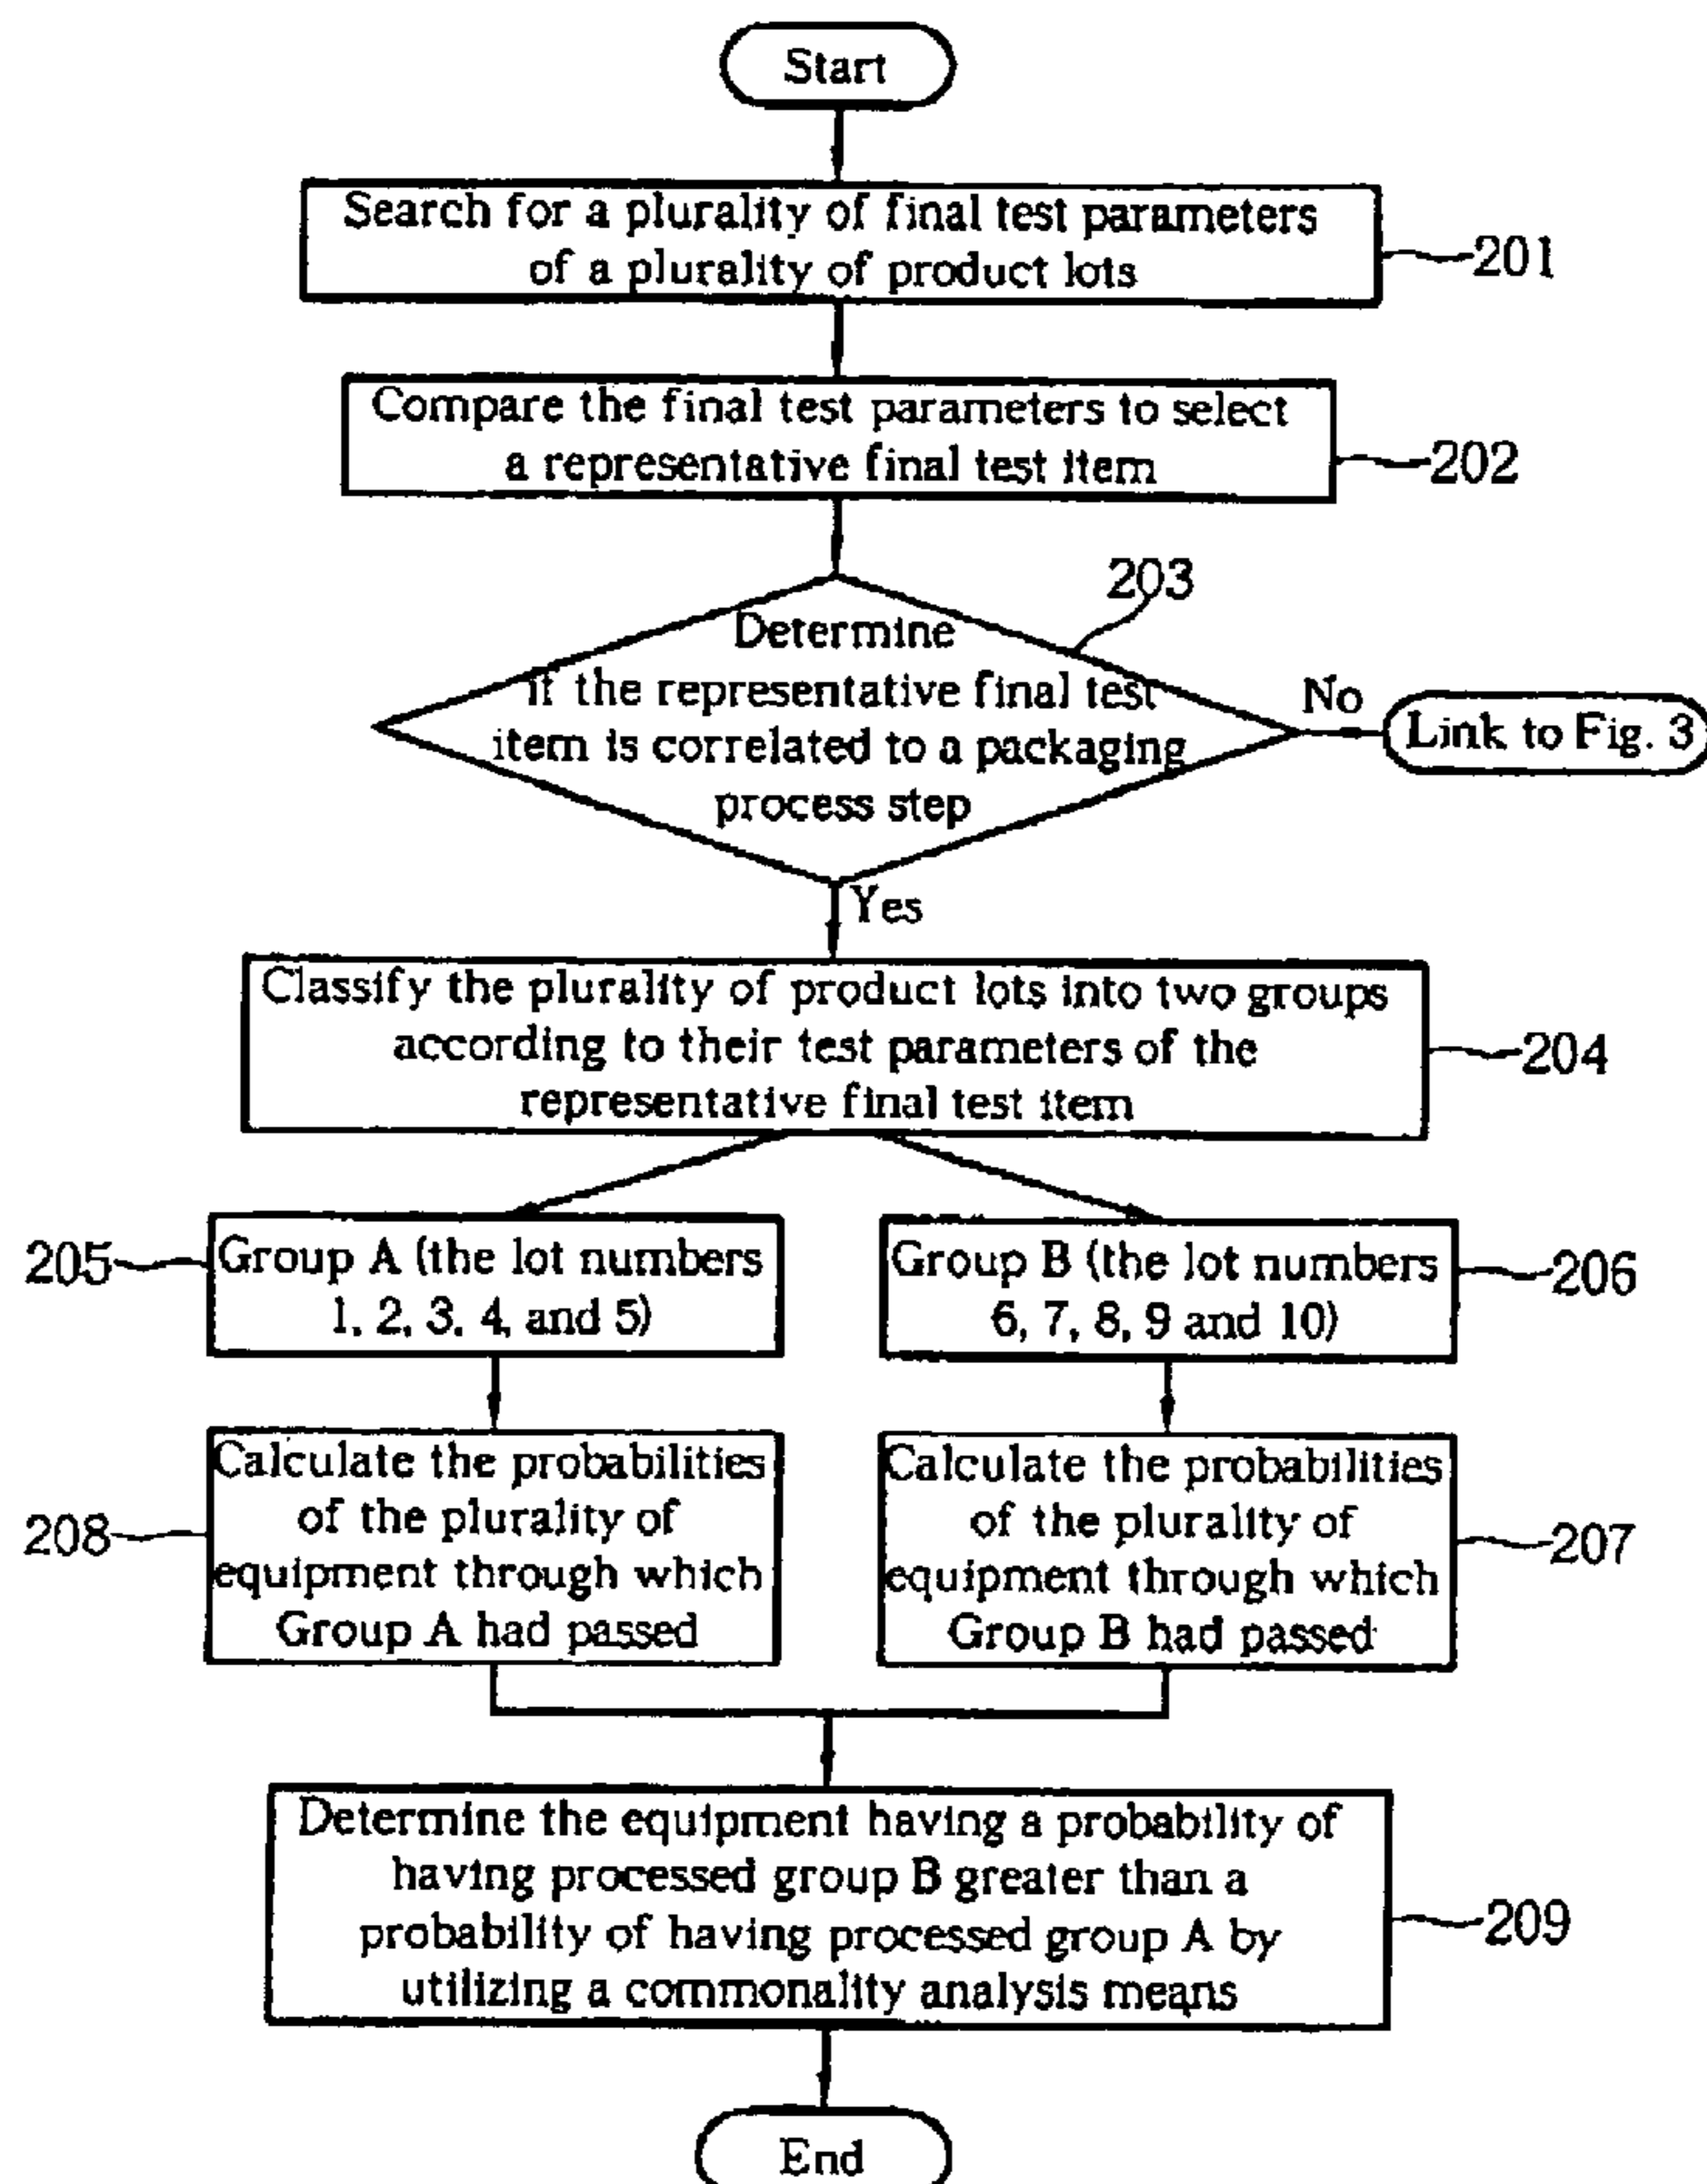 Start
Search for a plurality of final test parameters
of a plurality of product lots
201
Compare the final test parameters to select
a representative final test item
202
203
Determine
if the representative final test
item is correlated to a packaging
process step
No
Link to Fig. 3
Yes
Classify the plurality of product lots into two groups
according to their test parameters of the
representative final test item
204
205
Group A (the lot numbers
1, 2, 3, 4, and 5)
Group B (the lot numbers
6, 7, 8, 9 and 10)
206
208
Calculate the probabilities
of the plurality of
equipment through which
Group A had passed
Calculate the probabilities
of the plurality of
equipment through which
Group B had passed
207
Determine the equipment having a probability of
having processed group B greater than a
probability of having processed group A by
utilizing a commonality analysis means
209
End